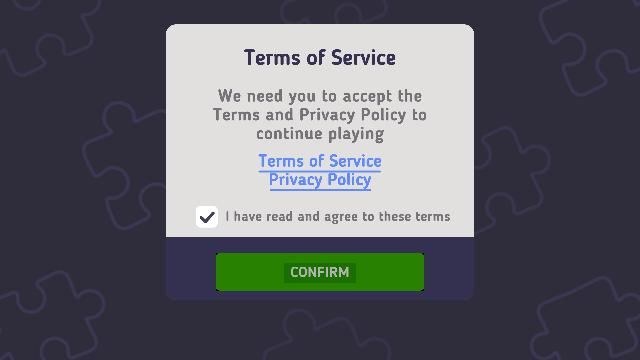 Terms of Service
We need you to accept the
Terms and Privacy Policy to
continue playing
Terms of Service
Privacy Policy
I have read and agree to these terms
CONFIRM